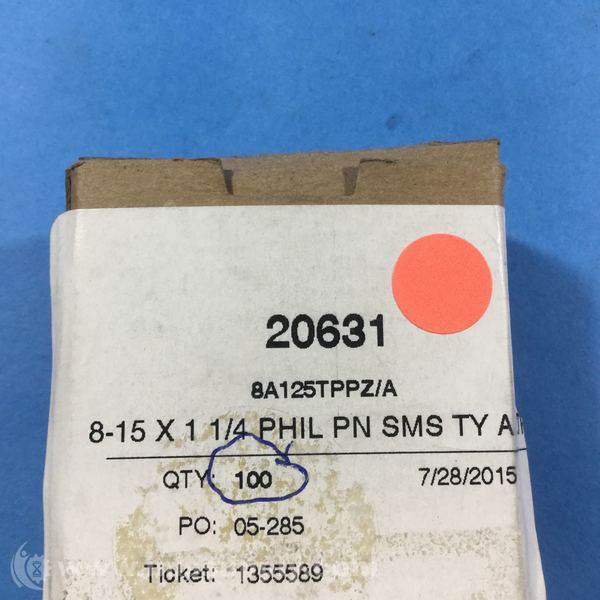 20631
8A125TPPZ/A
8-15 X 1 1/4 PHIL PN SMS TY A
QTY: 100 7/28/2015
PO: 05-285
Ticket: 1355589